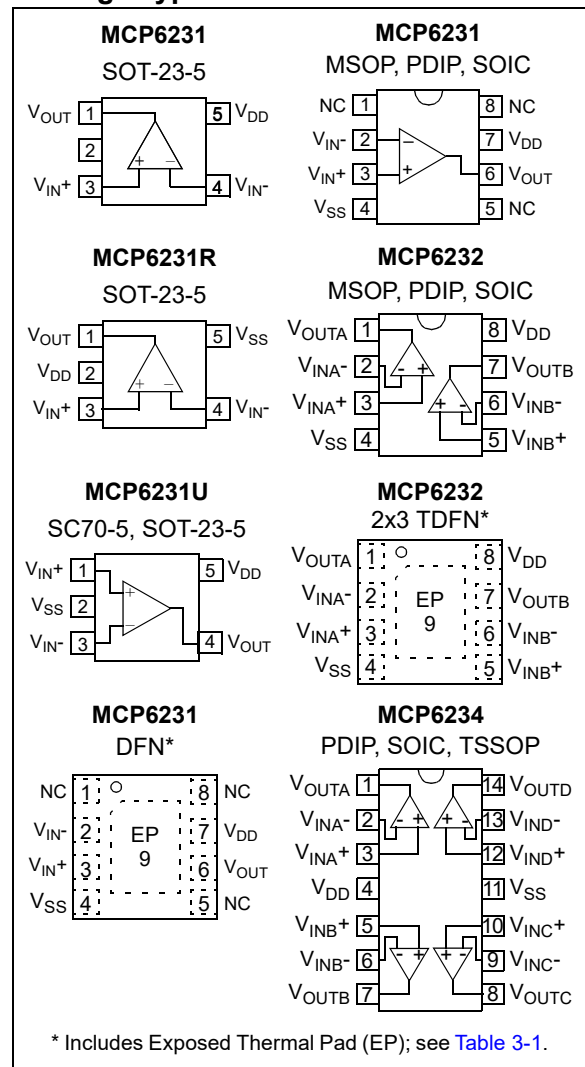 MCP6231
SOT-23-5
VOUT 1
5 VDD
2
VIN+ 3
4 VIN-
+ –
MCP6231
MSOP, PDIP, SOIC
NC 1
8 NC
VIN- 2
7 VDD
VIN+ 3
6 VOUT
VSS 4
5 NC
–
+
MCP6231R
SOT-23-5
VOUT 1
5 VSS
VDD 2
VIN+ 3
4 VIN-
+ –
MCP6232
MSOP, PDIP, SOIC
VOUTA 1
8 VDD
VINA- 2
7 VOUTB
VINA+ 3
6 VINB-
VSS 4
5 VINB+
- +
+ -
MCP6231U
SC70-5, SOT-23-5
VIN+ 1
5 VDD
VSS 2
VIN- 3
4 VOUT
+
–
MCP6232
2x3 TDFN*
VOUTA 1
8 VDD
VINA- 2
7 VOUTB
VINA+ 3
6 VINB-
VSS 4
5 VINB+
EP
9
MCP6231
DFN*
NC 1
8 NC
VIN- 2
7 VDD
VIN+ 3
6 VOUT
VSS 4
5 NC
EP
9
MCP6234
PDIP, SOIC, TSSOP
VOUTA 1
14 VOUTD
VINA- 2
13 VIND-
VINA+ 3
12 VIND+
VDD 4
11 VSS
VINB+ 5
10 VINC+
VINB- 6
9 VINC-
VOUTB 7
8 VOUTC
- +
+ -
- +
+ -
* Includes Exposed Thermal Pad (EP); see Table 3-1.